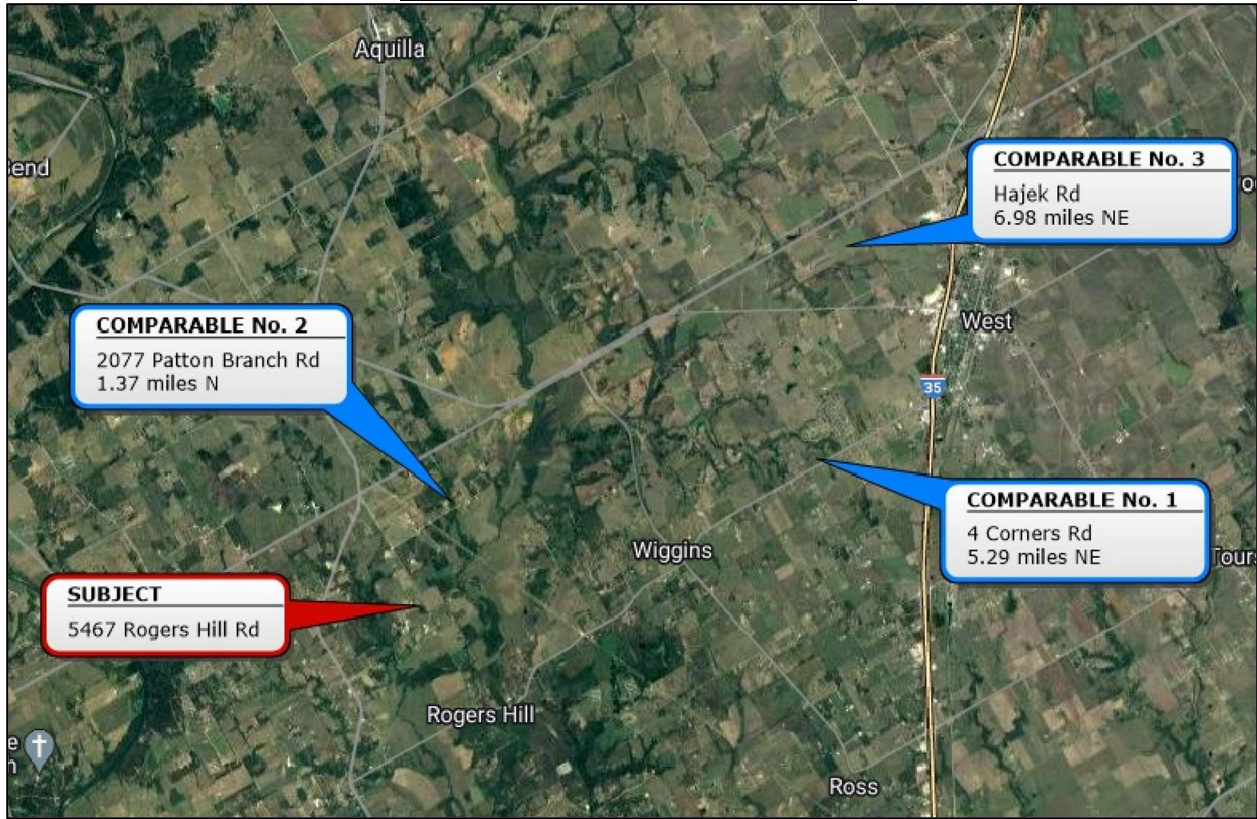 Aquilla
COMPARABLE No. 3
Hajek Rd
6.98 miles NE
COMPARABLE No. 2
2077 Patton Branch Rd
1.37 miles N
West
35
COMPARABLE No. 1
4 Corners Rd
5.29 miles NE
Wiggins
SUBJECT
5467 Rogers Hill Rd
Rogers Hill
Ross